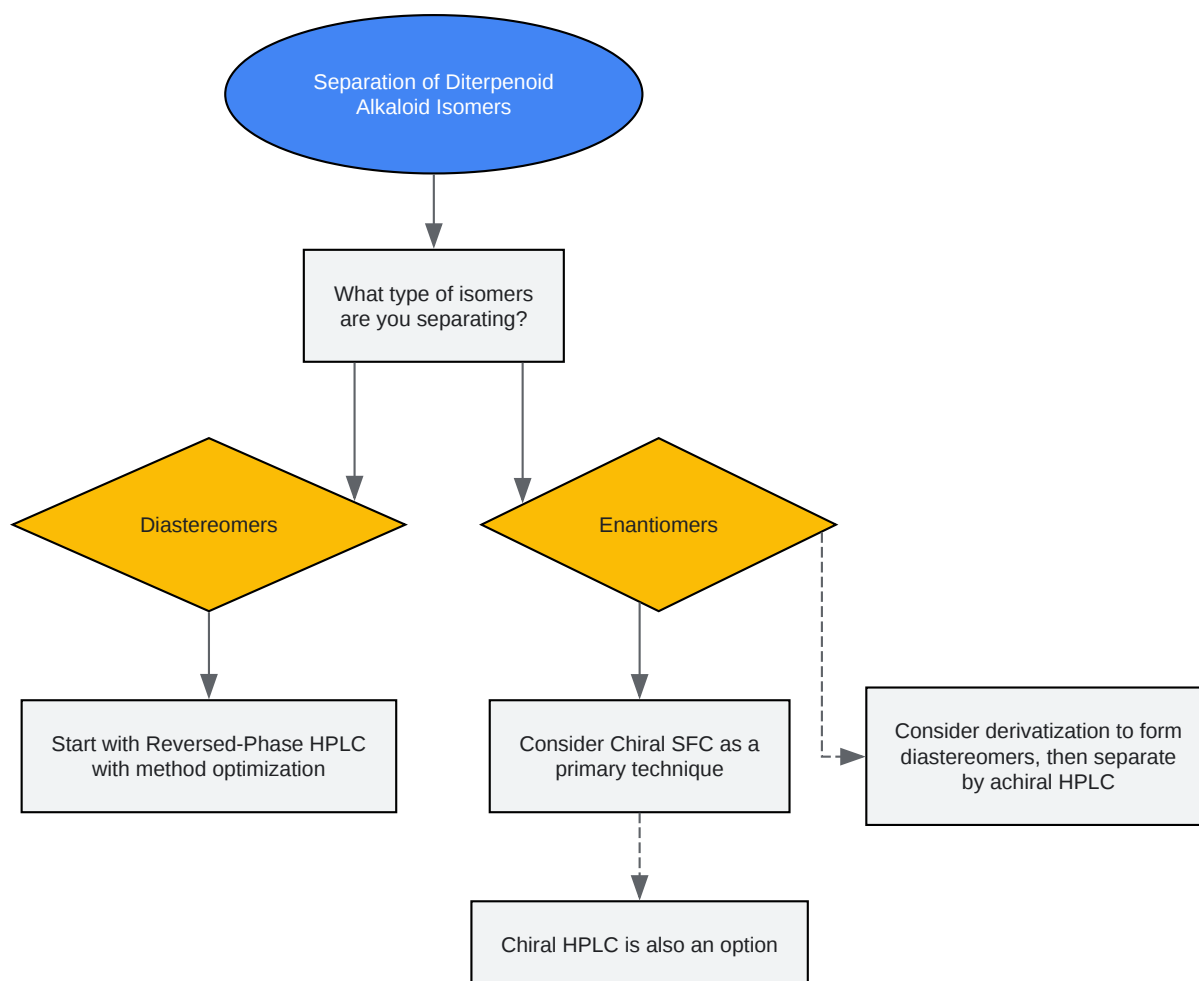 Separation of Diterpenoid
Alkaloid Isomers
What type of isomers
are you separating?
Diastereomers
Enantiomers
Start with Reversed-Phase HPLC
with method optimization
Consider Chiral SFC as a
primary technique
Consider derivatization to form
diastereomers, then separate
by achiral HPLC
Chiral HPLC is also an option